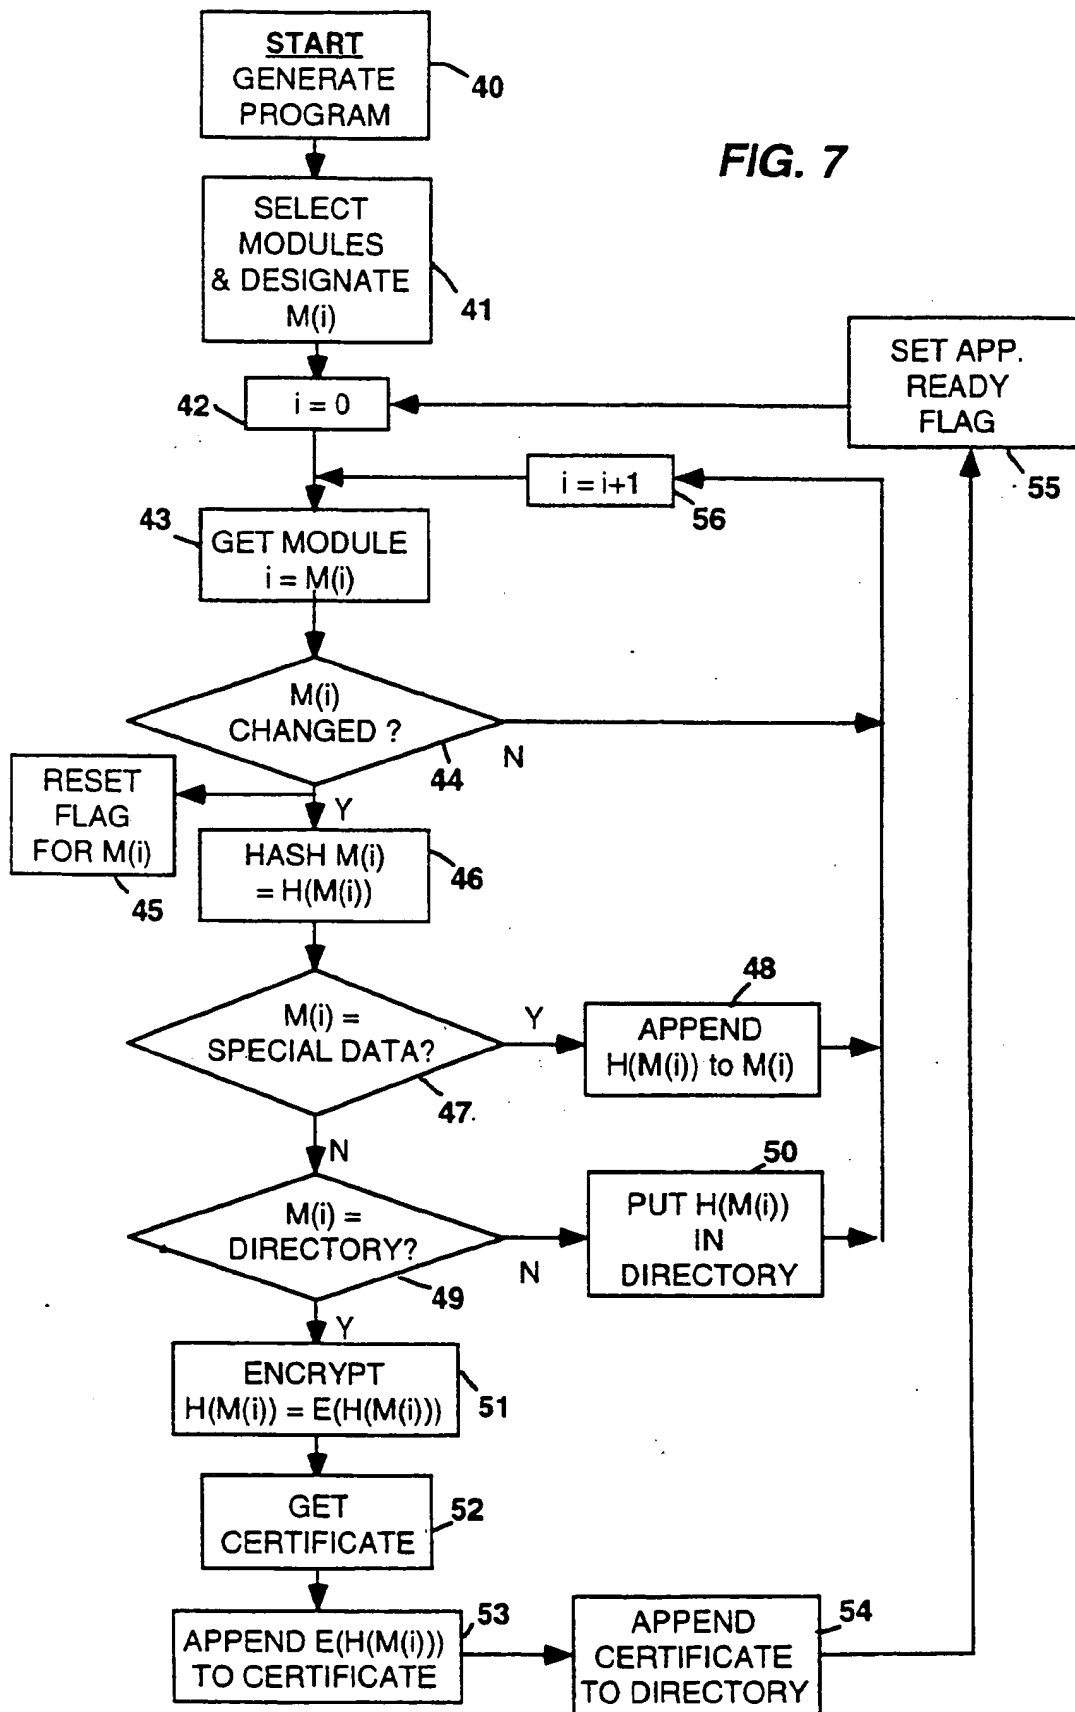 START
GENERATE
PROGRAM
40
FIG. 7
SELECT
MODULES
& DESIGNATE
M(i)
41
SET APP.
READY
FLAG
55
42
i = 0
i = i+1
56
43
GET MODULE
i = M(i)
M(i)
CHANGED ?
44
N
Y
RESET
FLAG
FOR M(i)
45
HASH M(i)
= H(M(i))
46
M(i) =
SPECIAL DATA?
47
Y
N
48
APPEND
H(M(i)) to M(i)
M(i) =
DIRECTORY?
49
N
Y
50
PUT H(M(i))
IN
DIRECTORY
ENCRYPT
H(M(i)) = E(H(M(i)))
51
GET
CERTIFICATE
52
APPEND E(H(M(i)))
TO CERTIFICATE
53
APPEND
CERTIFICATE
TO DIRECTORY
54